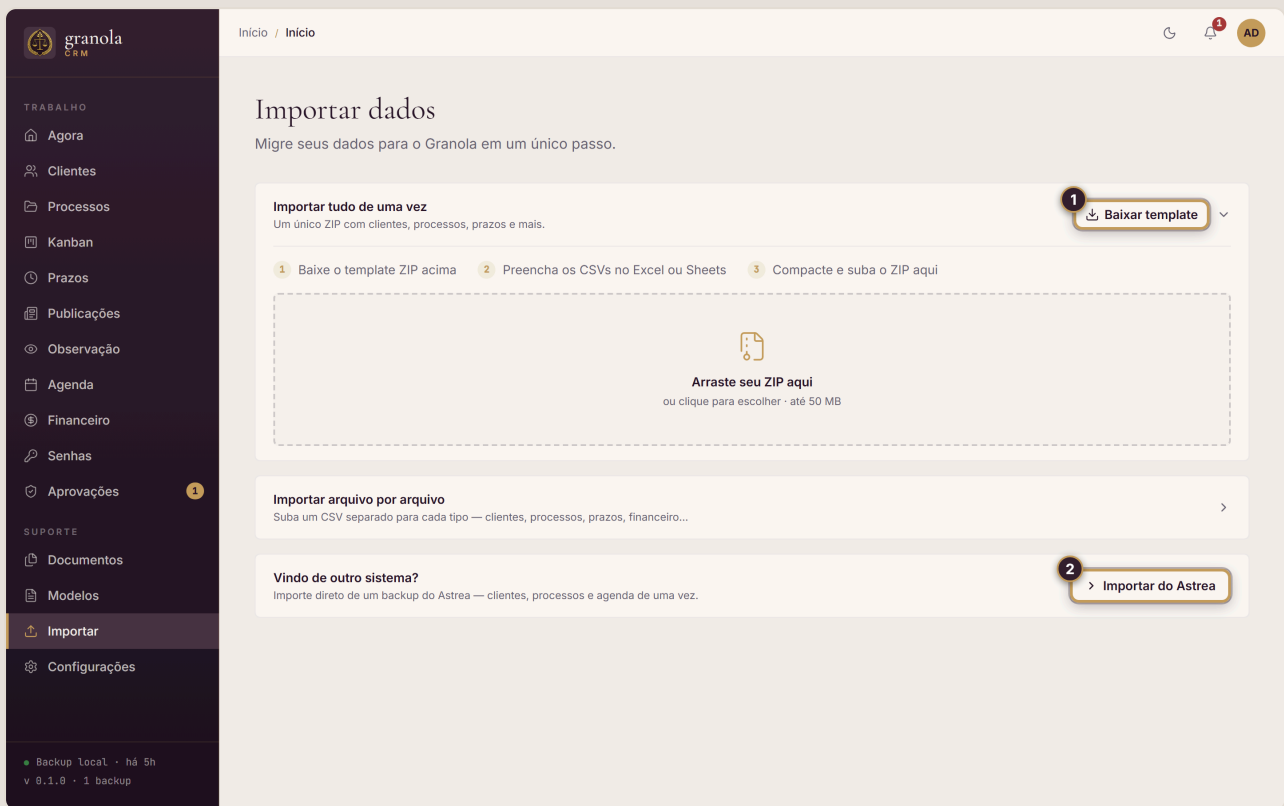 granola
CRM
Início / Início
1
AD
TRABALHO
Agora
Clientes
Processos
Kanban
Prazos
Publicações
Observação
Agenda
Financeiro
Senhas
Aprovações 1
SUPORTE
Documentos
Modelos
Importar
Configurações
Backup local · há 5h
v 0.1.0 · 1 backup
Importar dados
Migre seus dados para o Granola em um único passo.
Importar tudo de uma vez
Um único ZIP com clientes, processos, prazos e mais.
1
Baixar template
1 Baixe o template ZIP acima 2 Preencha os CSVs no Excel ou Sheets 3 Compacte e suba o ZIP aqui
Arraste seu ZIP aqui
ou clique para escolher · até 50 MB
Importar arquivo por arquivo
Suba um CSV separado para cada tipo — clientes, processos, prazos, financeiro...
Vindo de outro sistema?
Importe direto de um backup do Astrea — clientes, processos e agenda de uma vez.
2
Importar do Astrea